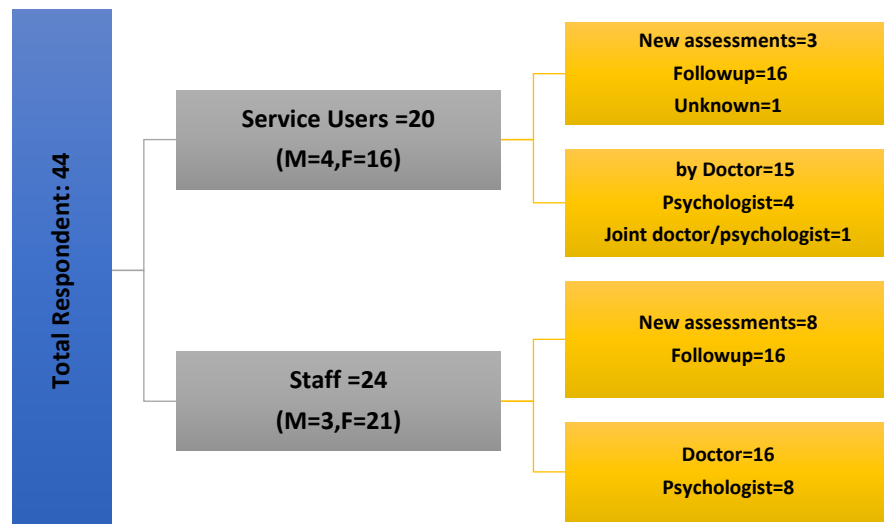 Total Respondent: 44
Service Users =20
(M=4,F=16)
New assessments=3
Followup=16
Unknown=1
by Doctor=15
Psychologist=4
Joint doctor/psychologist=1
Staff =24
(M=3,F=21)
New assessments=8
Followup=16
Doctor=16
Psychologist=8